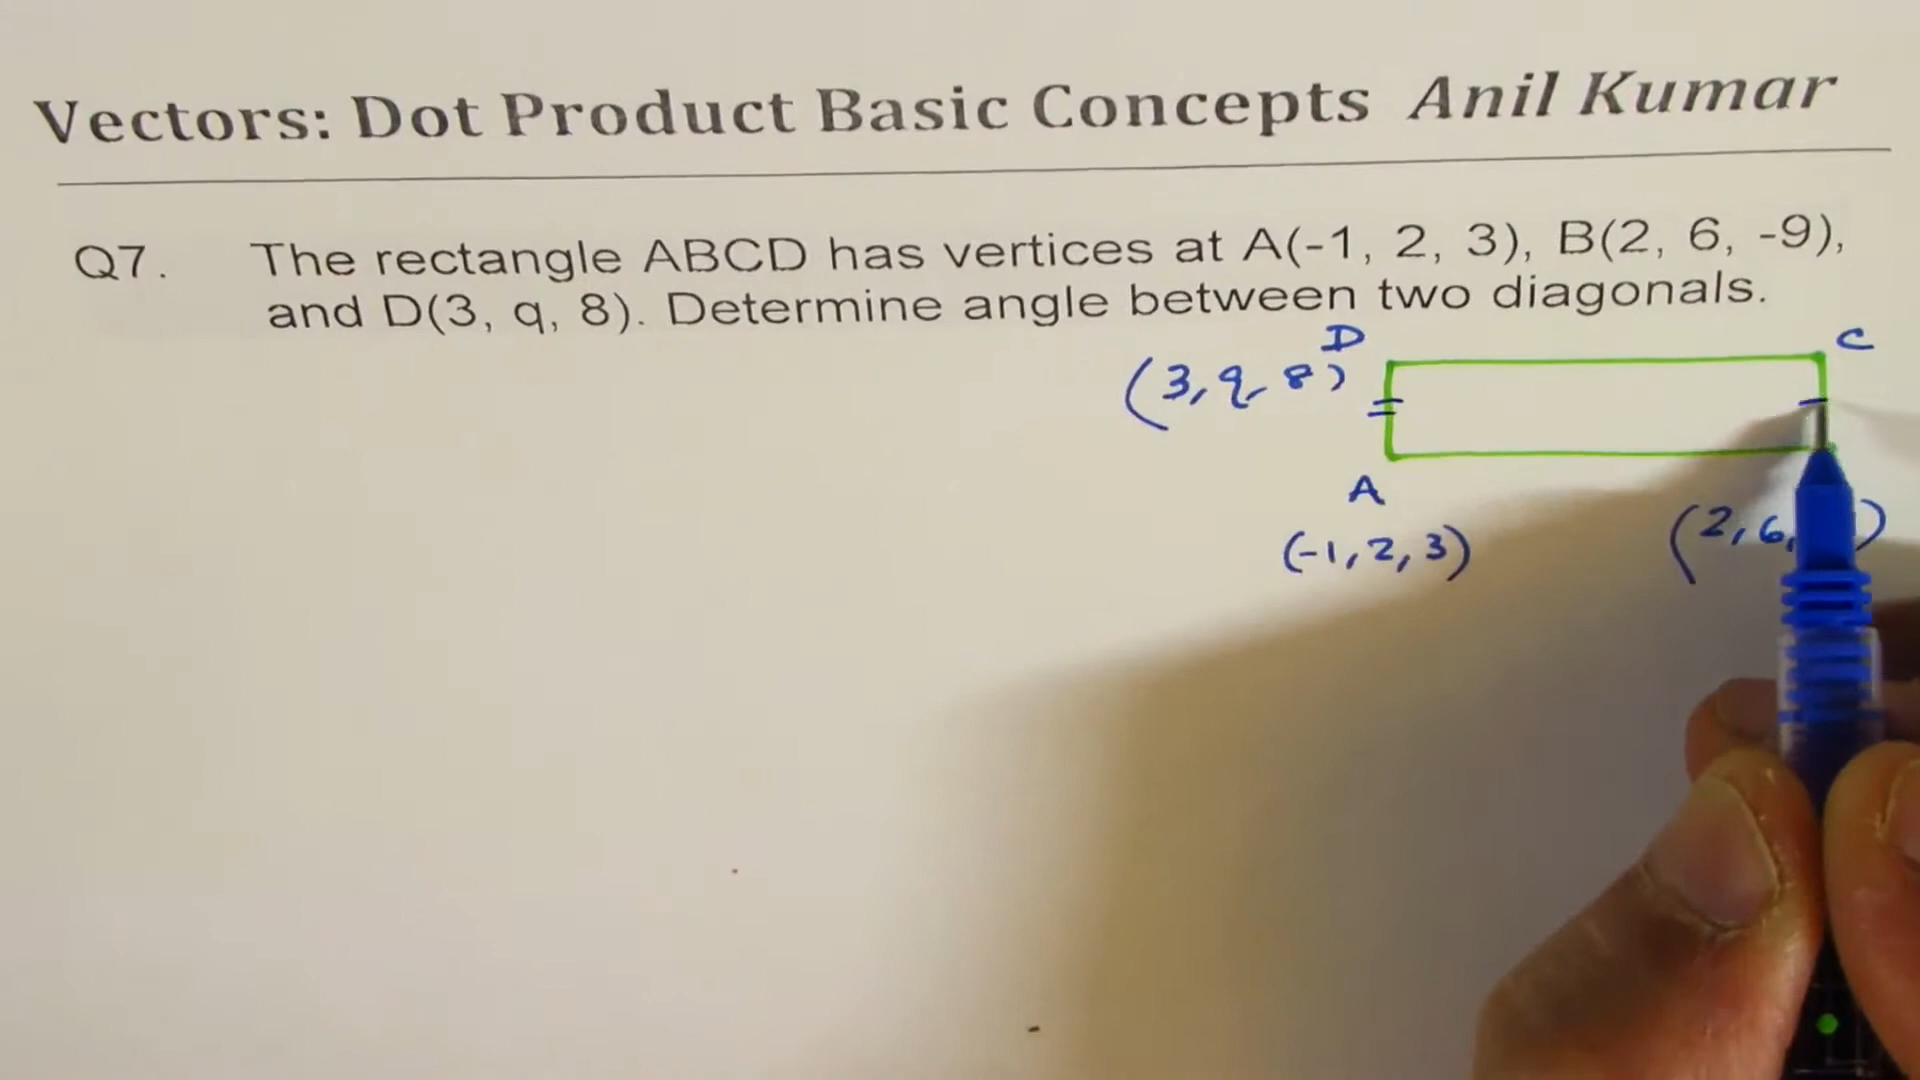 Vectors: Dot Product Basic Concepts Anil Kumar
Q7. The rectangle ABCD has vertices at A(-1, 2, 3), B(2, 6, -9),
and D(3, q, 8). Determine angle between two diagonals.
D C
(3, q, 8)
A
(-1, 2, 3) (2, 6, )